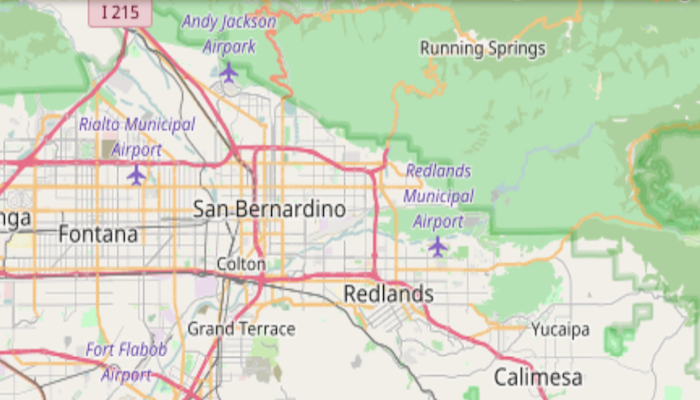 I 215
Andy Jackson
Airpark
Running Springs
Rialto Municipal
Airport
Redlands
Municipal
Airport
San Bernardino
nga
Fontana
Colton
Redlands
Grand Terrace
Yucaipa
Fort Flabob
Airport
Calimesa